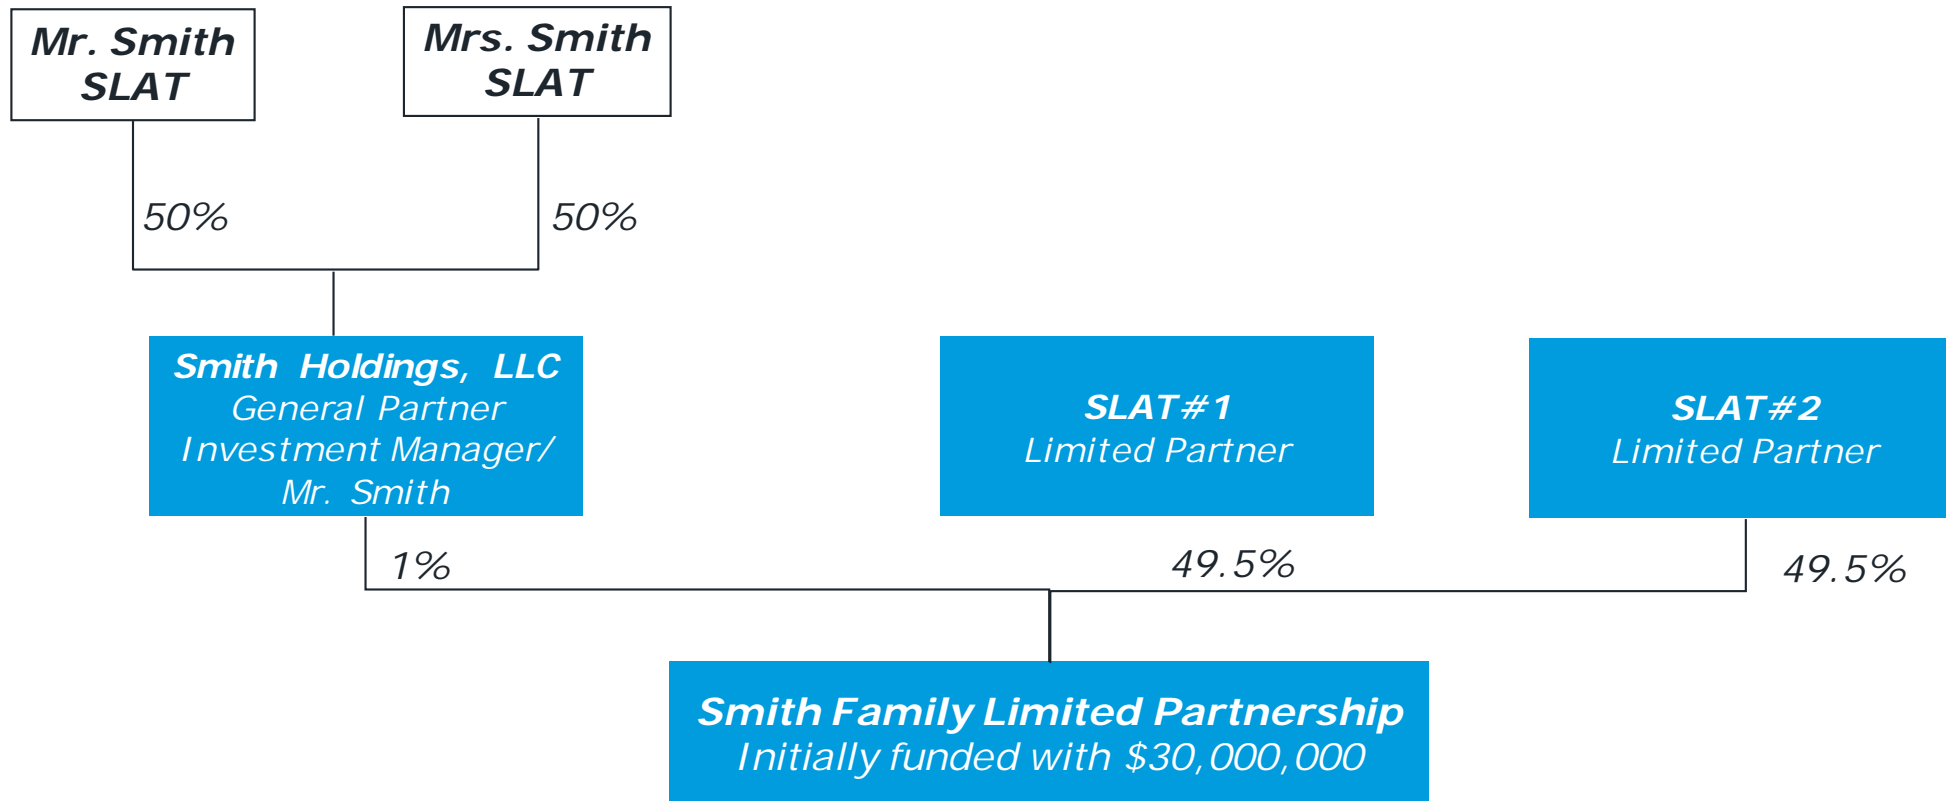 Mr. Smith
SLAT
Mrs. Smith
SLAT
50%
50%
Smith Holdings, LLC
General Partner
Investment Manager/
Mr. Smith
SLAT#1
Limited Partner
SLAT#2
Limited Partner
1%
49.5%
49.5%
Smith Family Limited Partnership
Initially funded with $30,000,000